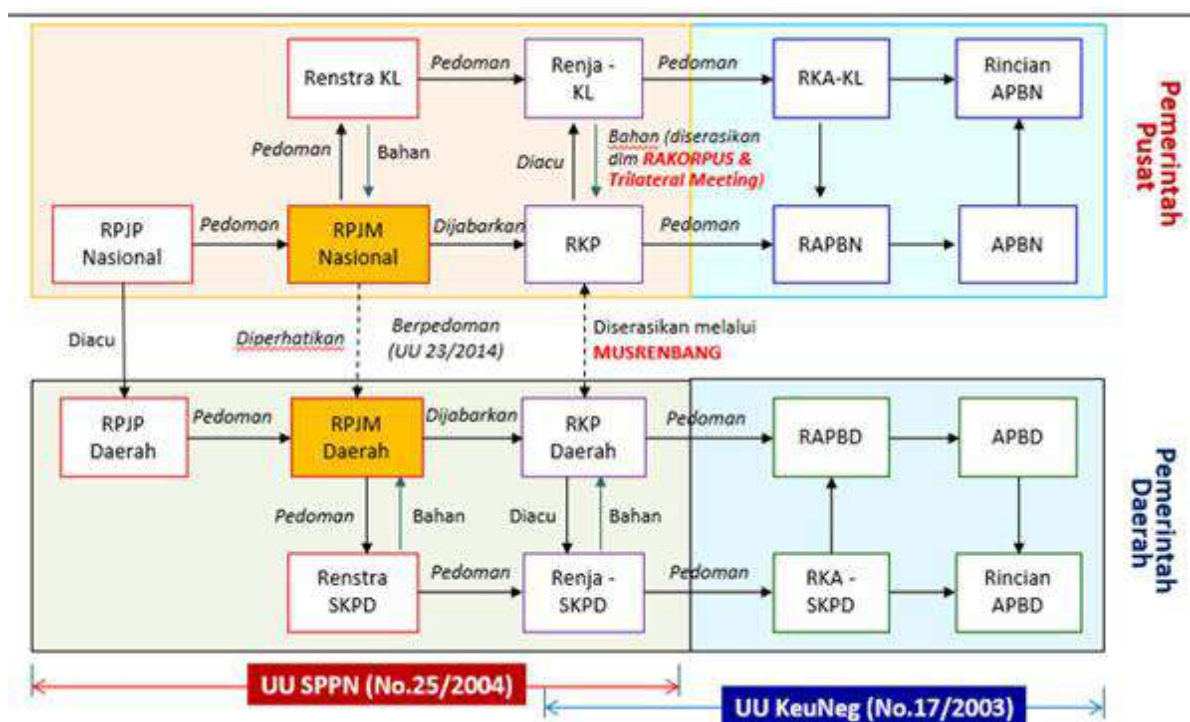 Renstra KL
Pedoman
Renja -
KL
Pedoman
RKA-KL
Rincian
APBN
Pedoman
Bahan
Diacu
Bahan (diserasikan
dlm RAKORPUS &
Trilateral Meeting)
RPJP
Nasional
Pedoman
RPJM
Nasional
Dijabarkan
RKP
Pedoman
RAPBN
APBN
Pemerintah
Pusat
Diacu
Diperhatikan
Berpedoman
(UU 23/2014)
Diserasikan melalui
MUSRENBANG
RPJP
Daerah
Pedoman
RPJM
Daerah
Dijabarkan
RKP
Daerah
Pedoman
RAPBD
APBD
Pedoman
Bahan
Diacu
Bahan
Renstra
SKPD
Pedoman
Renja -
SKPD
Pedoman
RKA -
SKPD
Rincian
APBD
Pemerintah
Daerah
UU SPPN (No.25/2004)
UU KeuNeg (No.17/2003)